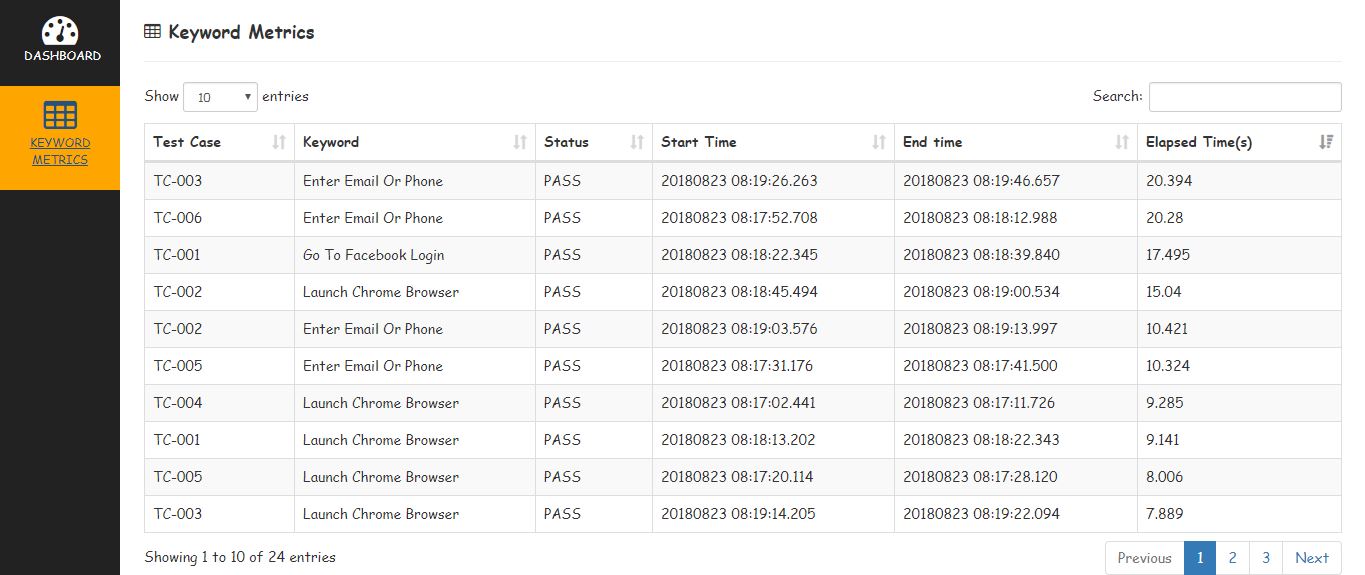 DASHBOARD
KEYWORD
METRICS
Keyword Metrics
Show 10 entries Search:
Test Case Keyword Status Start Time End time Elapsed Time(s)
TC-003 Enter Email Or Phone PASS 20180823 08:19:26.263 20180823 08:19:46.657 20.394
TC-006 Enter Email Or Phone PASS 20180823 08:17:52.708 20180823 08:18:12.988 20.28
TC-001 Go To Facebook Login PASS 20180823 08:18:22.345 20180823 08:18:39.840 17.495
TC-002 Launch Chrome Browser PASS 20180823 08:18:45.494 20180823 08:19:00.534 15.04
TC-002 Enter Email Or Phone PASS 20180823 08:19:03.576 20180823 08:19:13.997 10.421
TC-005 Enter Email Or Phone PASS 20180823 08:17:31.176 20180823 08:17:41.500 10.324
TC-004 Launch Chrome Browser PASS 20180823 08:17:02.441 20180823 08:17:11.726 9.285
TC-001 Launch Chrome Browser PASS 20180823 08:18:13.202 20180823 08:18:22.343 9.141
TC-005 Launch Chrome Browser PASS 20180823 08:17:20.114 20180823 08:17:28.120 8.006
TC-003 Launch Chrome Browser PASS 20180823 08:19:14.205 20180823 08:19:22.094 7.889
Showing 1 to 10 of 24 entries Previous 1 2 3 Next